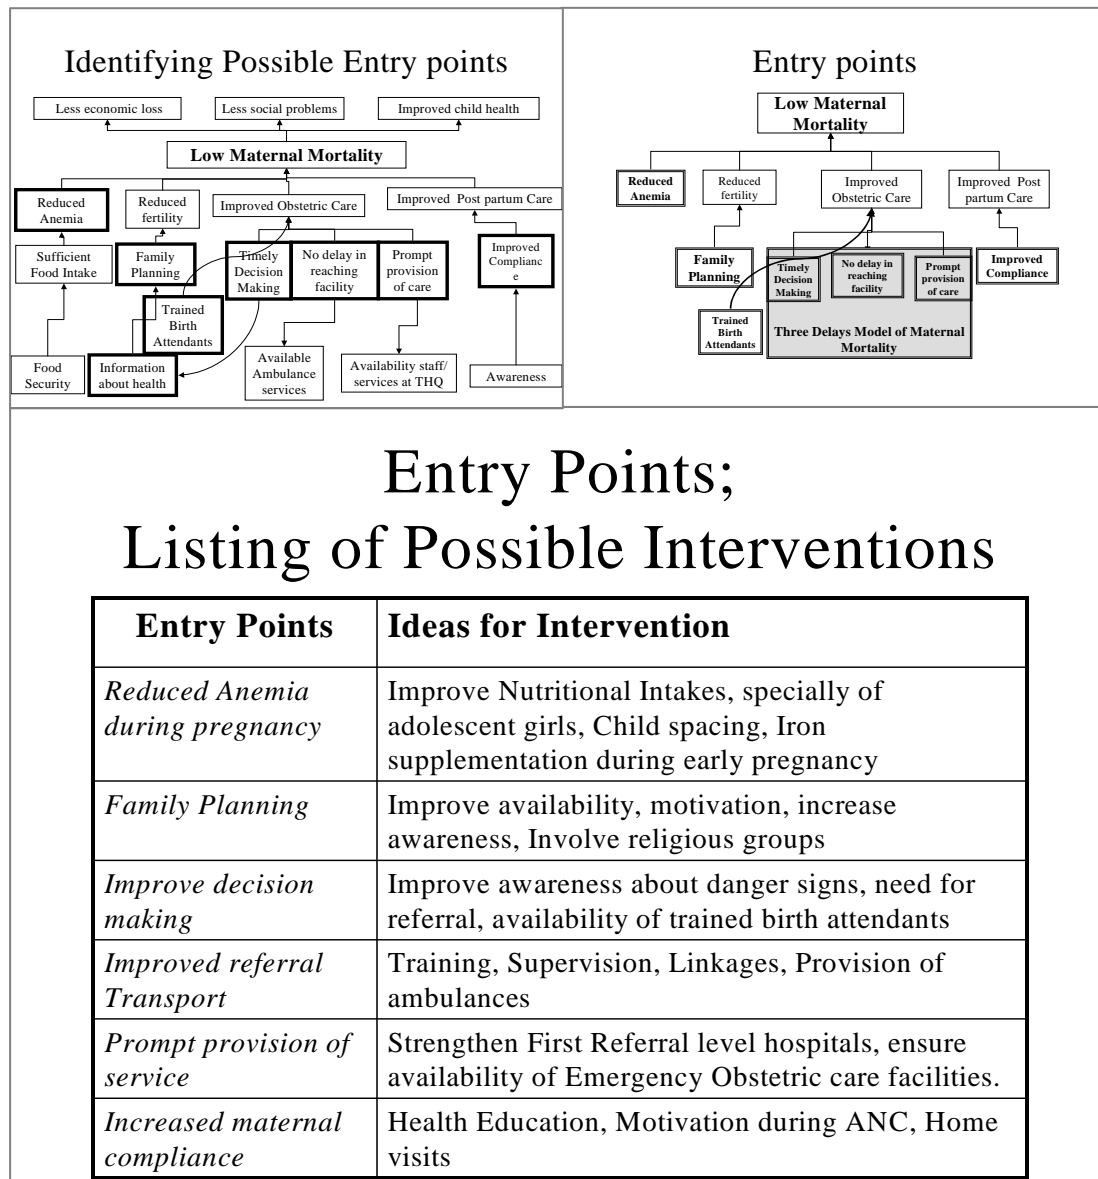 Identifying Possible Entry points
Less economic loss
Less social problems
Improved child health
Low Maternal Mortality
Reduced
Anemia
Reduced
fertility
Improved Obstetric Care
Improved Post partum Care
Sufficient
Food Intake
Family
Planning
Timely
Decision
Making
No delay in
reaching
facility
Prompt
provision
of care
Improved
Complianc
e
Trained
Birth
Attendants
Food
Security
Information
about health
Available
Ambulance
services
Availability staff/
services at THQ
Awareness
Entry points
Low Maternal
Mortality
Reduced
Anemia
Reduced
fertility
Improved
Obstetric Care
Improved Post
partum Care
Family
Planning
Timely
Decision
Making
No delay in
reaching
facility
Prompt
provision
of care
Improved
Compliance
Trained
Birth
Attendants
Three Delays Model of Maternal
Mortality
Entry Points;
Listing of Possible Interventions
Entry Points
Ideas for Intervention
Reduced Anemia
during pregnancy
Improve Nutritional Intakes, specially of
adolescent girls, Child spacing, Iron
supplementation during early pregnancy
Family Planning
Improve availability, motivation, increase
awareness, Involve religious groups
Improve decision
making
Improve awareness about danger signs, need for
referral, availability of trained birth attendants
Improved referral
Transport
Training, Supervision, Linkages, Provision of
ambulances
Prompt provision of
service
Strengthen First Referral level hospitals, ensure
availability of Emergency Obstetric care facilities.
Increased maternal
compliance
Health Education, Motivation during ANC, Home
visits